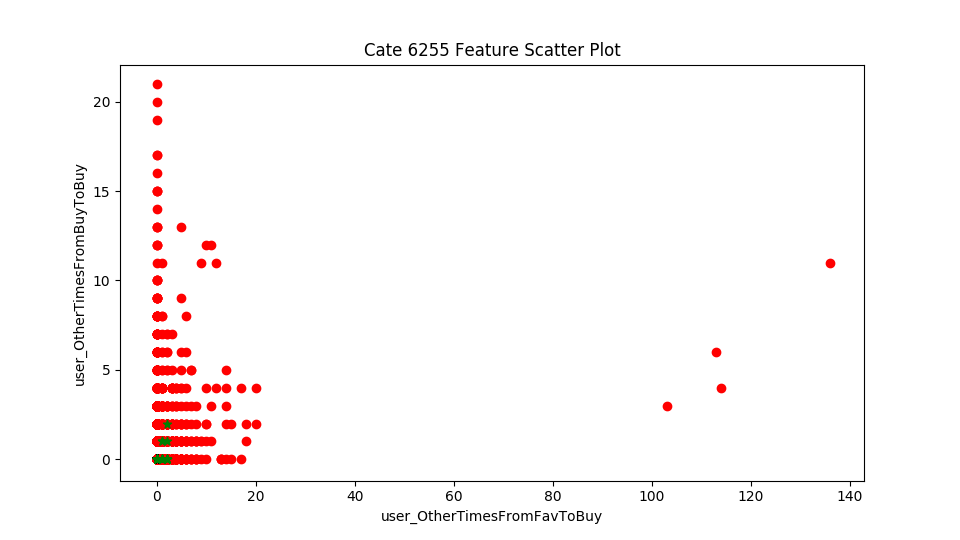 Cate 6255 Feature Scatter Plot
user_OtherTimesFromBuyToBuy
20
15
10
5
0
0 20 40 60 80 100 120 140
user_OtherTimesFromFavToBuy